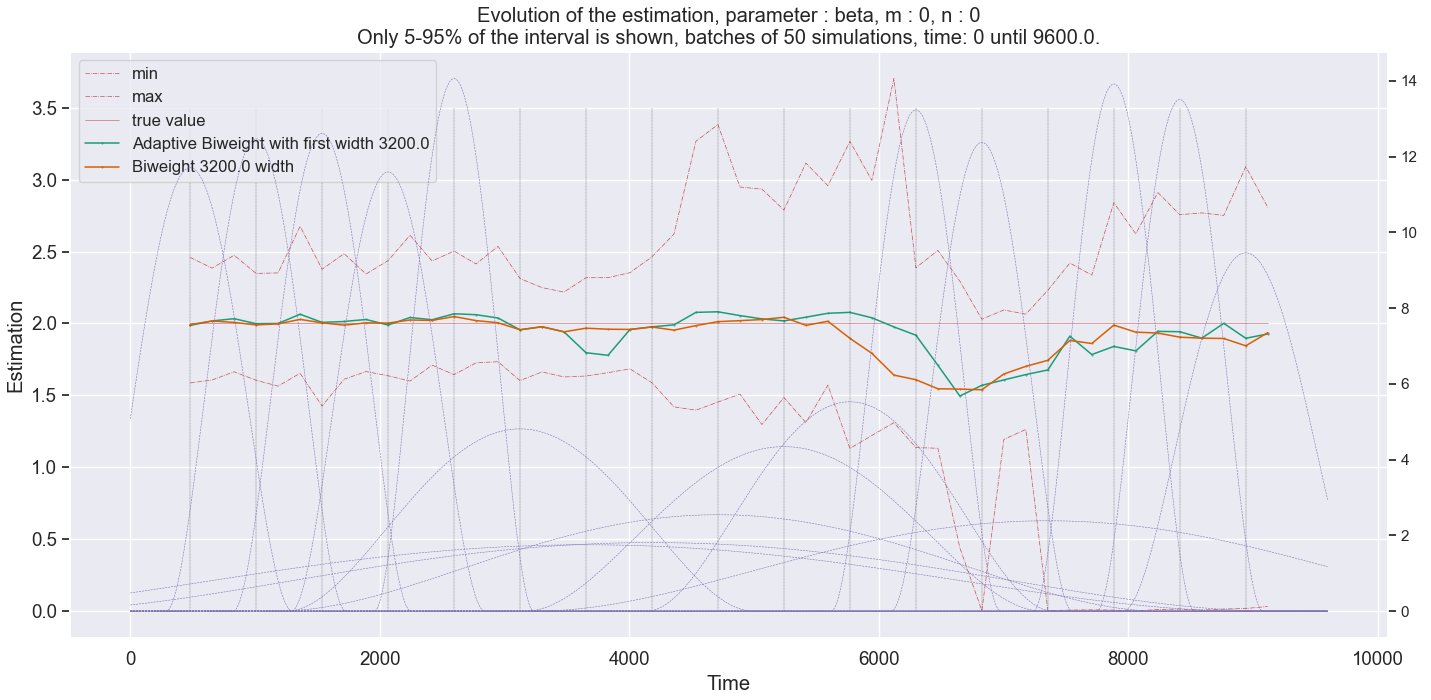 Evolution of the estimation, parameter : beta, m : 0, n : 0
Only 5-95% of the interval is shown, batches of 50 simulations, time: 0 until 9600.0.
min
max
true value
Adaptive Biweight with first width 3200.0
Biweight 3200.0 width
Estimation
3.5
3.0
2.5
2.0
1.5
1.0
0.5
0.0
14
12
10
8
6
4
2
0
0 2000 4000 6000 8000 10000
Time